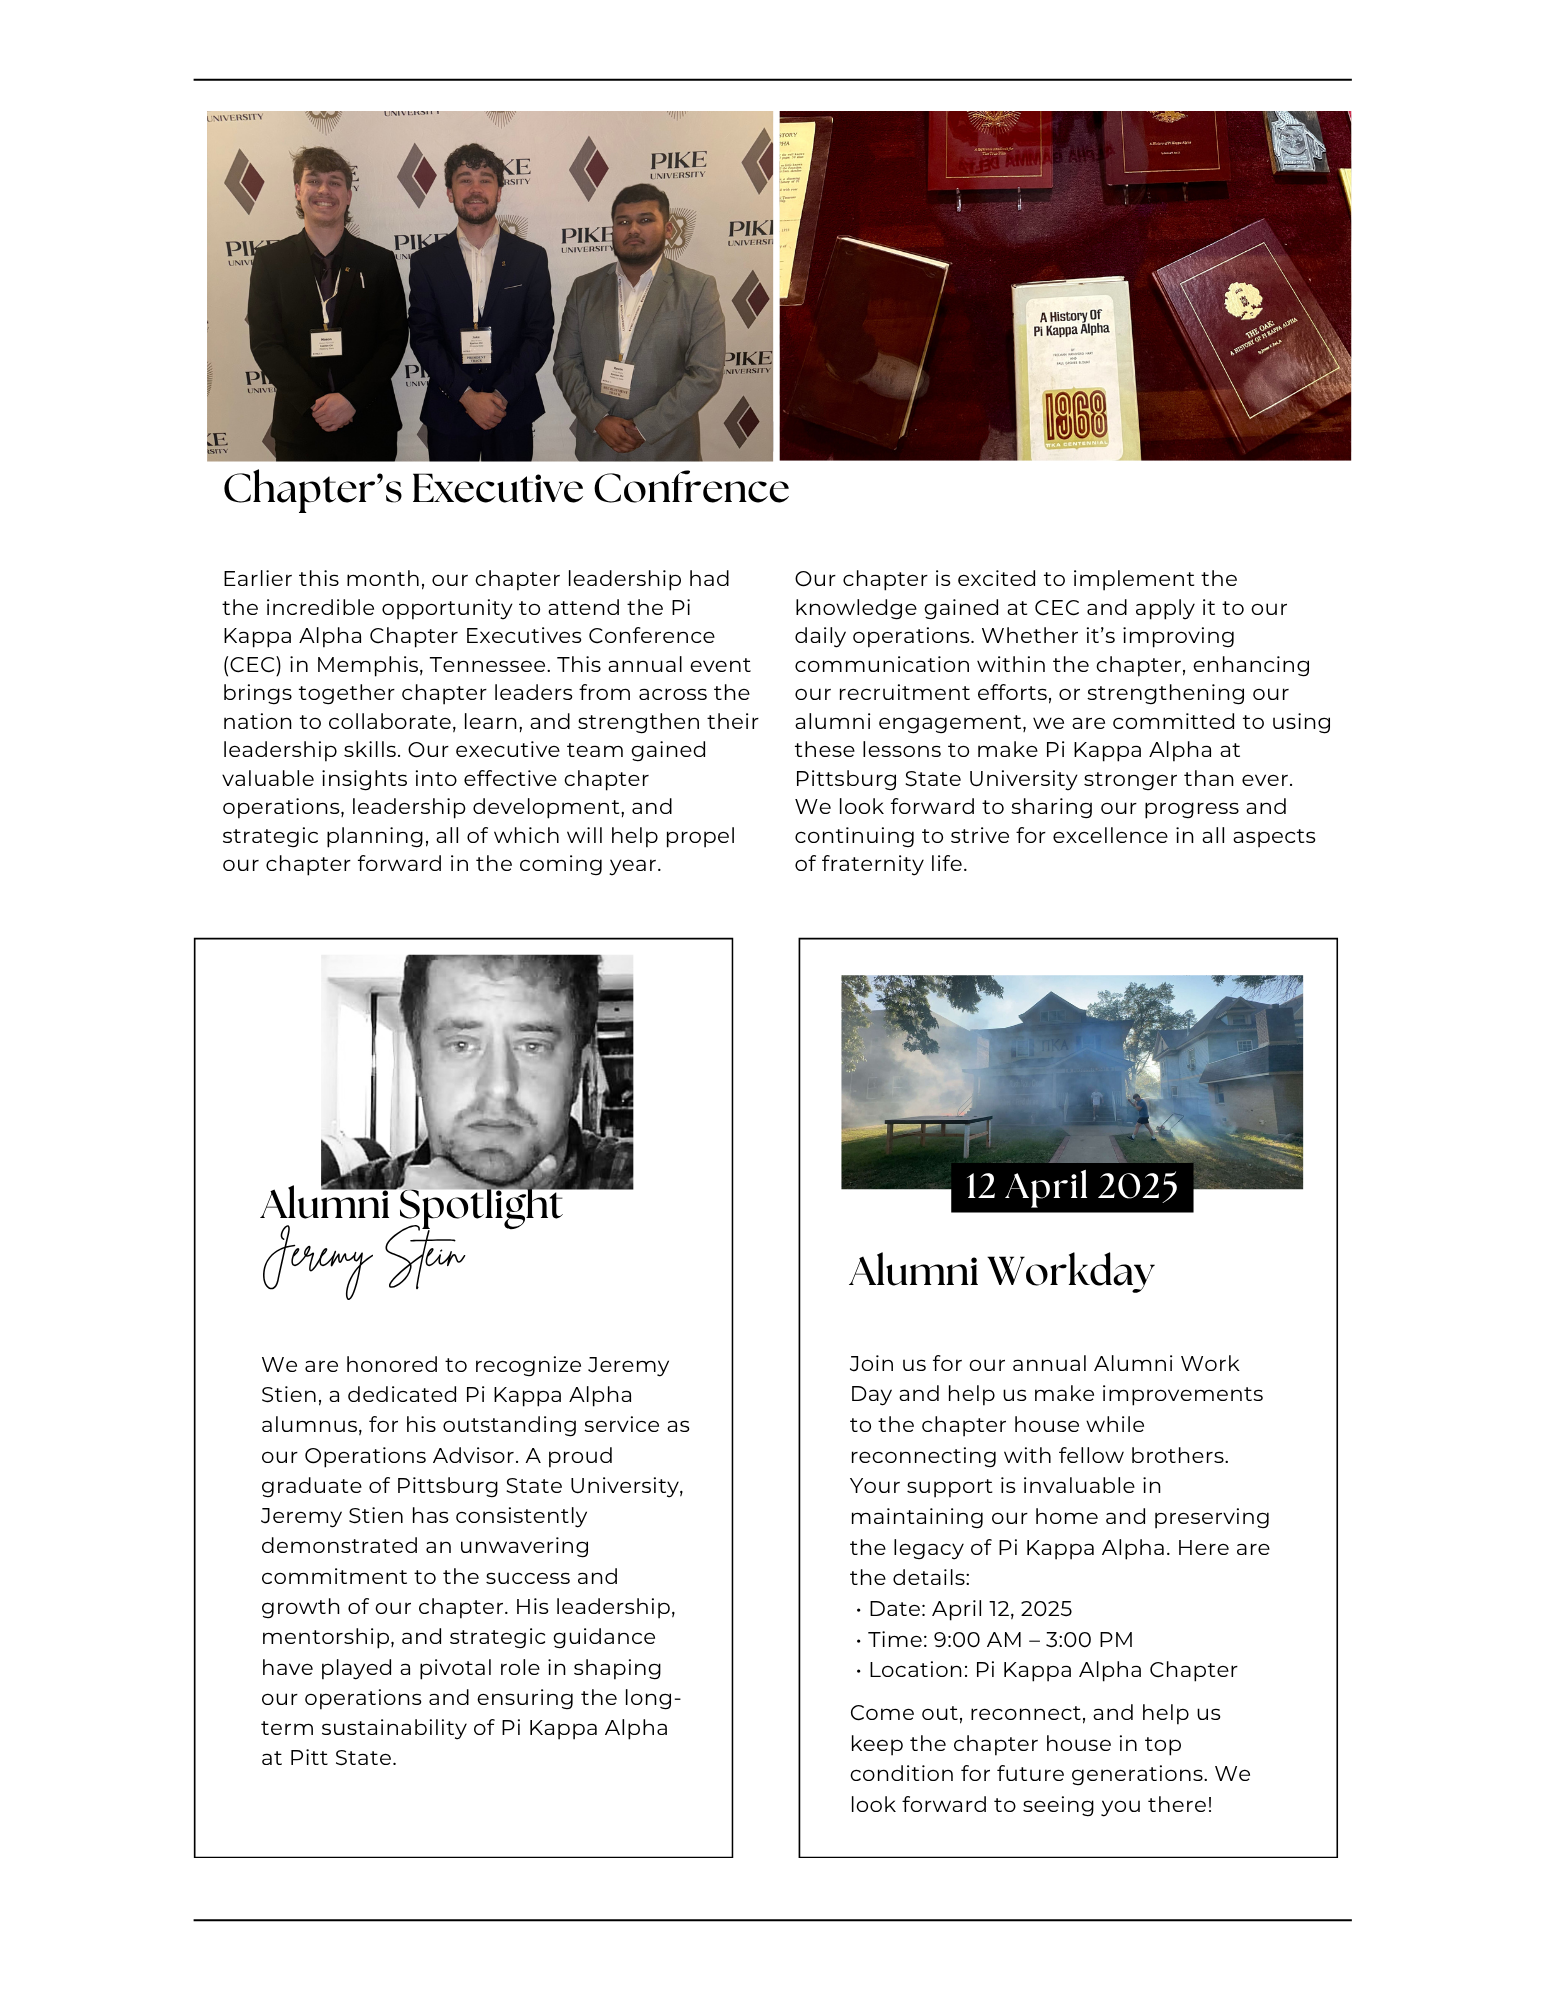 UNIVERSITY
PIKE
UNIVERSITY
PIKE
UNIVERSITY
PIKE
UNIVERSITY
PIKE
UNIVERSITY
PIKE
UNIVERSITY
A History of Pi Kappa Alpha
A History Of
Pi Kappa Alpha
1868
THE OAK:
A HISTORY OF PI KAPPA ALPHA
Chapter’s Executive Confrence
Earlier this month, our chapter leadership had
the incredible opportunity to attend the Pi
Kappa Alpha Chapter Executives Conference
(CEC) in Memphis, Tennessee. This annual event
brings together chapter leaders from across the
nation to collaborate, learn, and strengthen their
leadership skills. Our executive team gained
valuable insights into effective chapter
operations, leadership development, and
strategic planning, all of which will help propel
our chapter forward in the coming year.
Our chapter is excited to implement the
knowledge gained at CEC and apply it to our
daily operations. Whether it’s improving
communication within the chapter, enhancing
our recruitment efforts, or strengthening our
alumni engagement, we are committed to using
these lessons to make Pi Kappa Alpha at
Pittsburg State University stronger than ever.
We look forward to sharing our progress and
continuing to strive for excellence in all aspects
of fraternity life.
Alumni Spotlight
Jeremy Stein
We are honored to recognize Jeremy
Stien, a dedicated Pi Kappa Alpha
alumnus, for his outstanding service as
our Operations Advisor. A proud
graduate of Pittsburg State University,
Jeremy Stien has consistently
demonstrated an unwavering
commitment to the success and
growth of our chapter. His leadership,
mentorship, and strategic guidance
have played a pivotal role in shaping
our operations and ensuring the long-
term sustainability of Pi Kappa Alpha
at Pitt State.
ΠΚΑ
12 April 2025
Alumni Workday
Join us for our annual Alumni Work
Day and help us make improvements
to the chapter house while
reconnecting with fellow brothers.
Your support is invaluable in
maintaining our home and preserving
the legacy of Pi Kappa Alpha. Here are
the details:
• Date: April 12, 2025
• Time: 9:00 AM – 3:00 PM
• Location: Pi Kappa Alpha Chapter
Come out, reconnect, and help us
keep the chapter house in top
condition for future generations. We
look forward to seeing you there!